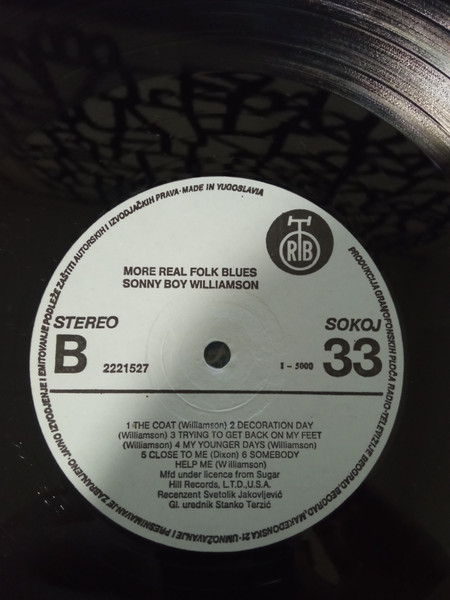 JAVNO IZVODJENJE I EMITOVANJE PODLEŽE ZAŠTITI AUTORSKIH I IZVODJAČKIH PRAVA·MADE IN YUGOSLAVIA
PRODUKCIJA GRAMOFONSKIH PLOČA RADIO-TELEVIZIJE BEOGRAD, BEOGRAD, MAKEDONSKA 21·UMNOŽAVANJE I PRESNIMAVANJE ZABRANJENO·
RTB
MORE REAL FOLK BLUES
SONNY BOY WILLIAMSON
STEREO
SOKOJ
B
2221527
I - 5000
33
1 THE COAT (Williamson) 2 DECORATION DAY
(Williamson) 3 TRYING TO GET BACK ON MY FEET
(Williamson) 4 MY YOUNGER DAYS (Williamson)
5 CLOSE TO ME (Dixon) 6 SOMEBODY
HELP ME (Williamson)
Mfd under licence from Sugar
Hill Records, L.T.D.,U.S.A.
Recenzent Svetolik Jakovljević
Gl. urednik Stanko Terzić